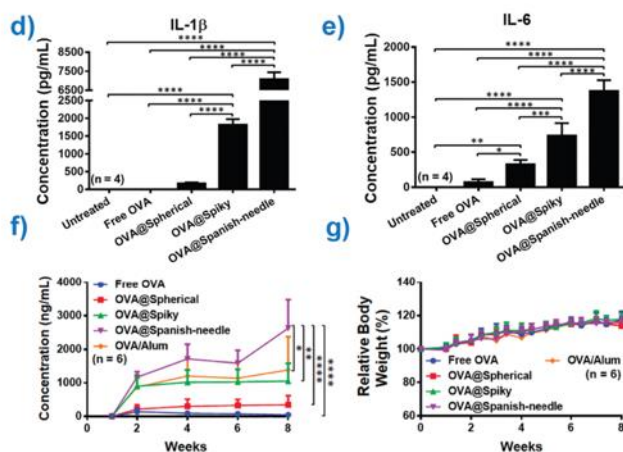 d)
IL-1β
Concentration (pg/mL)
8500
7500
6500
2500
2000
1500
1000
500
0
****
****
****
****
****
****
****
(n = 4)
Untreated
Free OVA
OVA@Spherical
OVA@Spiky
OVA@Spanish-needle
e)
IL-6
Concentration (pg/mL)
2000
1500
1000
500
0
****
****
****
****
****
****
***
**
*
(n = 4)
Untreated
Free OVA
OVA@Spherical
OVA@Spiky
OVA@Spanish-needle
f)
Concentration (ng/mL)
4000
3000
2000
1000
0
Free OVA
OVA@Spherical
OVA@Spiky
OVA@Spanish-needle
OVA/Alum
(n = 6)
*
**
****
****
0 2 4 6 8
Weeks
g)
Relative Body
Weight (%)
140
120
100
80
60
Free OVA
OVA@Spherical
OVA@Spiky
OVA@Spanish-needle
OVA/Alum
(n = 6)
0 2 4 6 8
Weeks